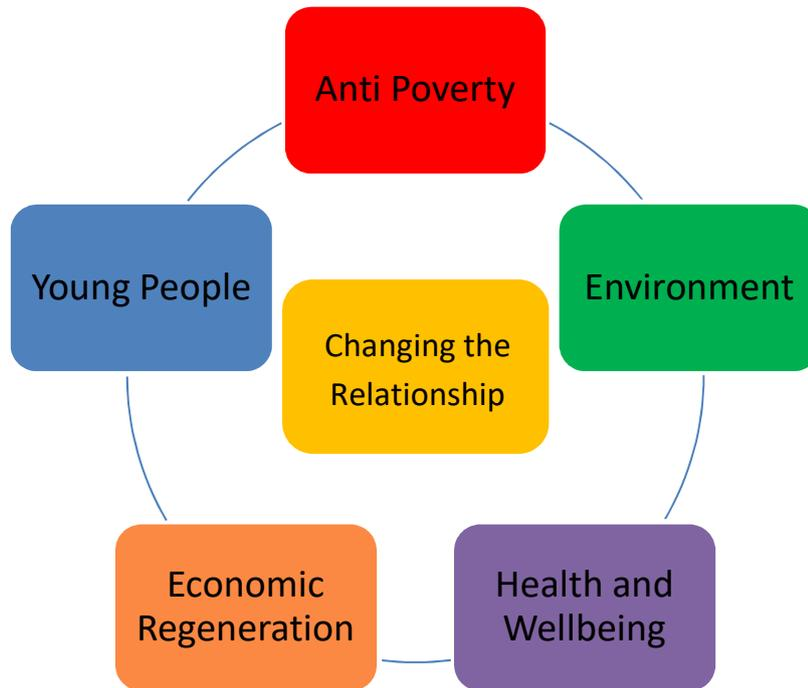 Anti Poverty
Young People
Environment
Changing the
Relationship
Economic
Regeneration
Health and
Wellbeing